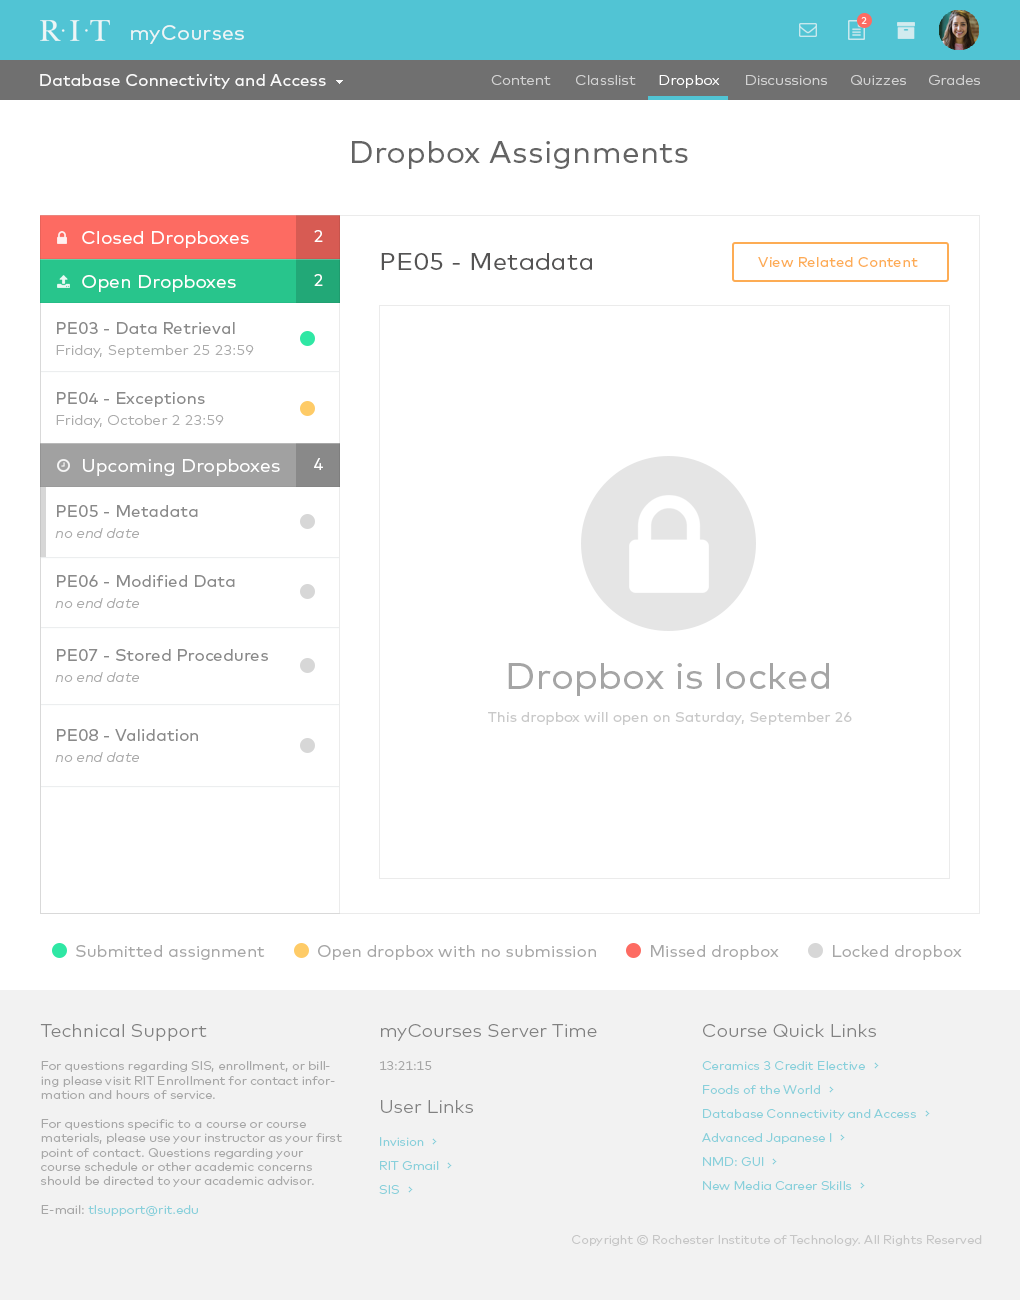 R·I·T myCourses
2
Database Connectivity and Access
Content Classlist Dropbox Discussions Quizzes Grades
Dropbox Assignments
Closed Dropboxes 2
Open Dropboxes 2
PE03 - Data Retrieval
Friday, September 25 23:59
PE04 - Exceptions
Friday, October 2 23:59
Upcoming Dropboxes 4
PE05 - Metadata
no end date
PE06 - Modified Data
no end date
PE07 - Stored Procedures
no end date
PE08 - Validation
no end date
PE05 - Metadata
View Related Content
Dropbox is locked
This dropbox will open on Saturday, September 26
Submitted assignment Open dropbox with no submission Missed dropbox Locked dropbox
Technical Support
For questions regarding SIS, enrollment, or bill-
ing please visit RIT Enrollment for contact infor-
mation and hours of service.
For questions specific to a course or course
materials, please use your instructor as your first
point of contact. Questions regarding your
course schedule or other academic concerns
should be directed to your academic advisor.
E-mail: tlsupport@rit.edu
myCourses Server Time
13:21:15
User Links
Invision >
RIT Gmail >
SIS >
Course Quick Links
Ceramics 3 Credit Elective >
Foods of the World >
Database Connectivity and Access >
Advanced Japanese I >
NMD: GUI >
New Media Career Skills >
Copyright © Rochester Institute of Technology. All Rights Reserved